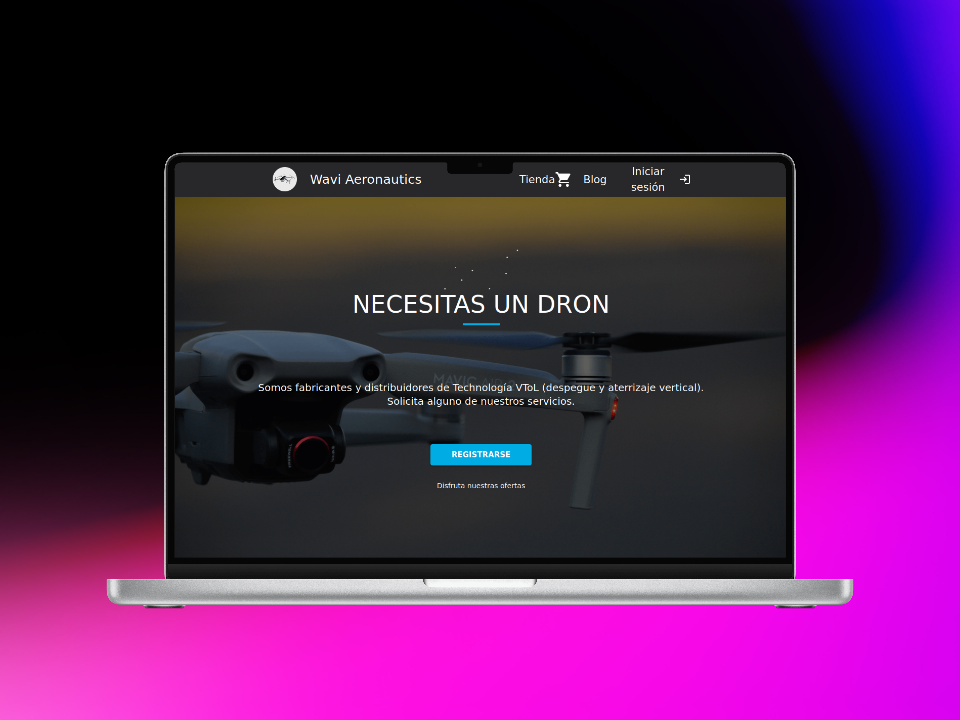 Wavi Aeronautics
Tienda
Blog
Iniciar
sesión
NECESITAS UN DRON
MAVIC
Somos fabricantes y distribuidores de Technología VToL (despegue y aterrizaje vertical).
Solicita alguno de nuestros servicios.
REGISTRARSE
Disfruta nuestras ofertas